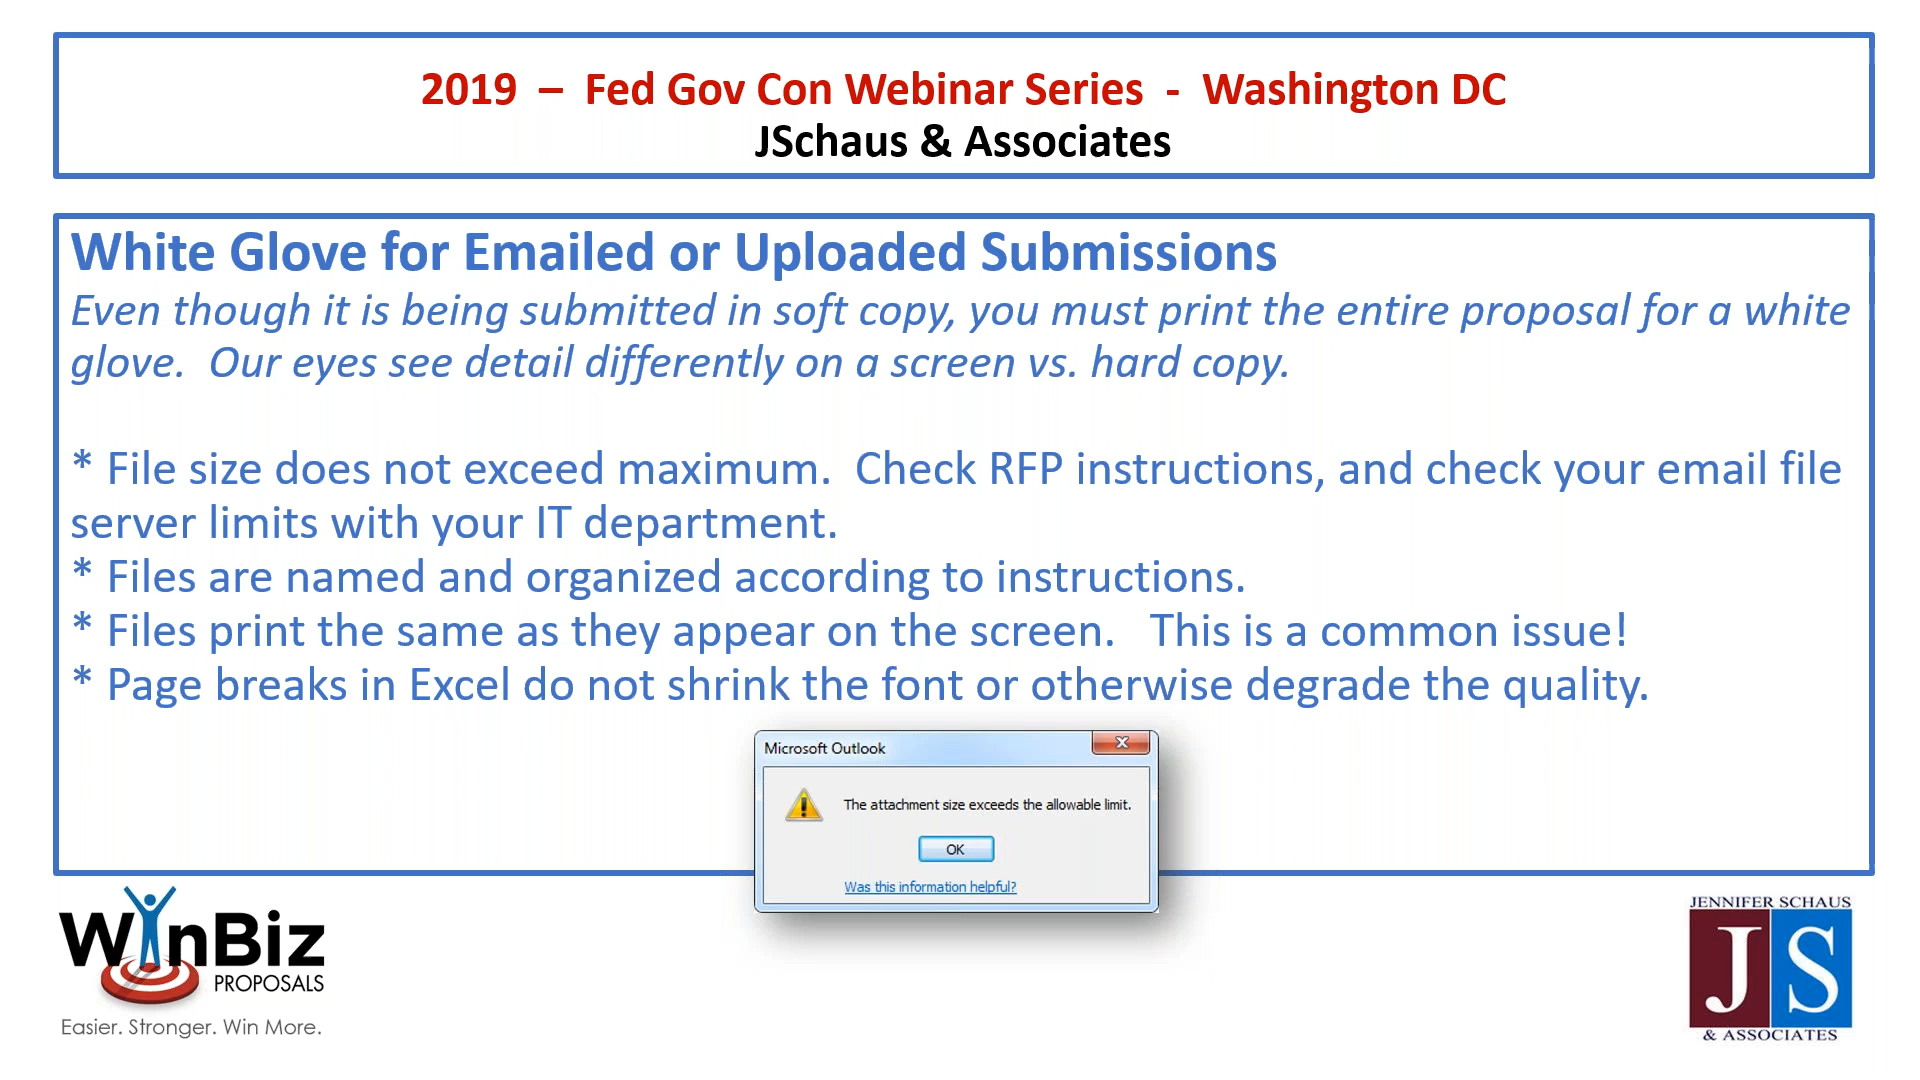 2019 – Fed Gov Con Webinar Series - Washington DC
JSchaus & Associates
White Glove for Emailed or Uploaded Submissions
Even though it is being submitted in soft copy, you must print the entire proposal for a white
glove. Our eyes see detail differently on a screen vs. hard copy.
* File size does not exceed maximum. Check RFP instructions, and check your email file
server limits with your IT department.
* Files are named and organized according to instructions.
* Files print the same as they appear on the screen. This is a common issue!
* Page breaks in Excel do not shrink the font or otherwise degrade the quality.
Microsoft Outlook
The attachment size exceeds the allowable limit.
OK
Was this information helpful?
WinBiz
PROPOSALS
Easier. Stronger. Win More.
JENNIFER SCHAUS
JS
& ASSOCIATES